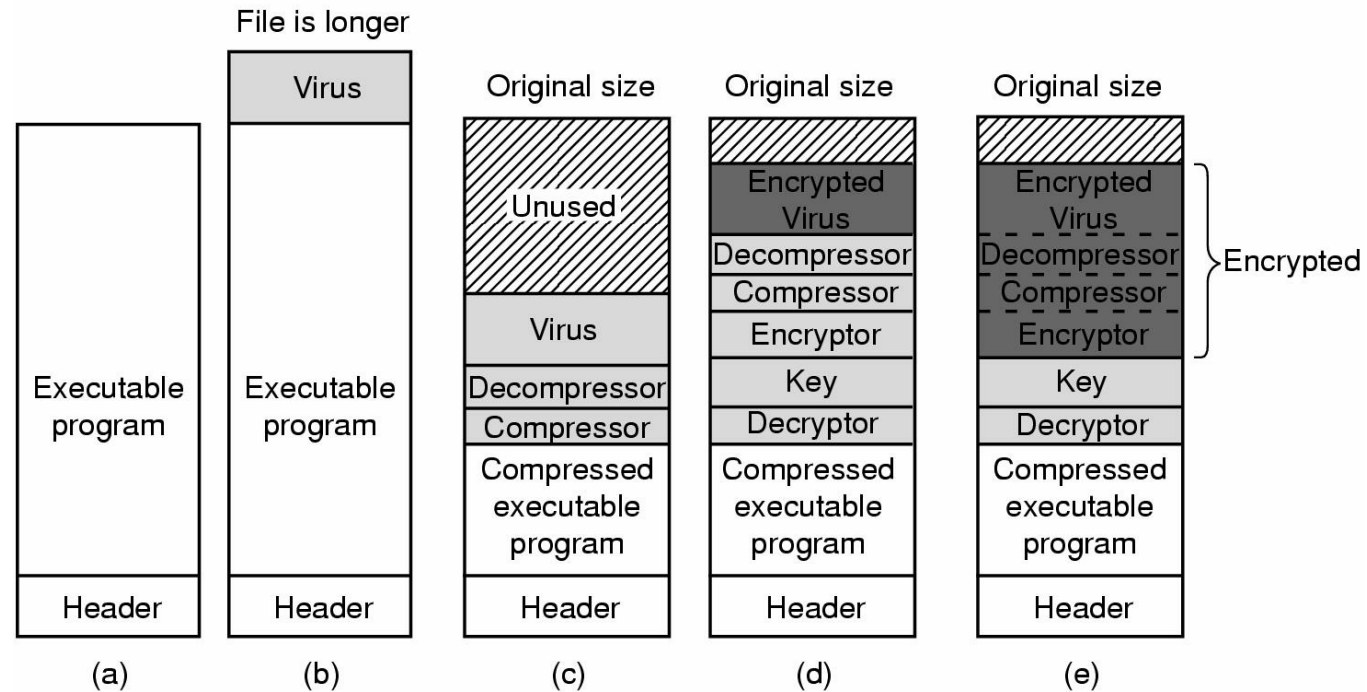 File is longer
Virus
Executable
program
Header
(a)
Executable
program
Header
(b)
Original size
Unused
Virus
Decompressor
Compressor
Compressed
executable
program
Header
(c)
Original size
Encrypted
Virus
Decompressor
Compressor
Encryptor
Key
Decryptor
Compressed
executable
program
Header
(d)
Original size
Encrypted
Virus
Decompressor
Compressor
Encryptor
Encrypted
Key
Decryptor
Compressed
executable
program
Header
(e)